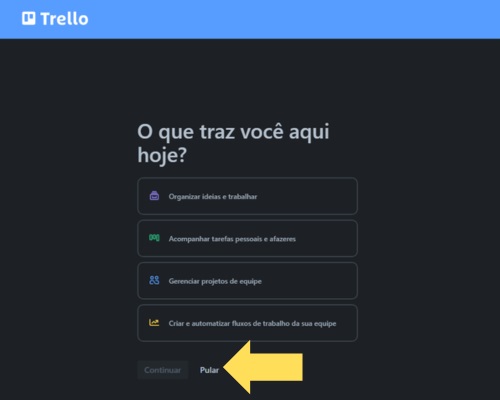 Trello
O que traz você aqui
hoje?
Organizar ideias e trabalhar
Acompanhar tarefas pessoais e afazeres
Gerenciar projetos de equipe
Criar e automatizar fluxos de trabalho da sua equipe
Continuar Pular